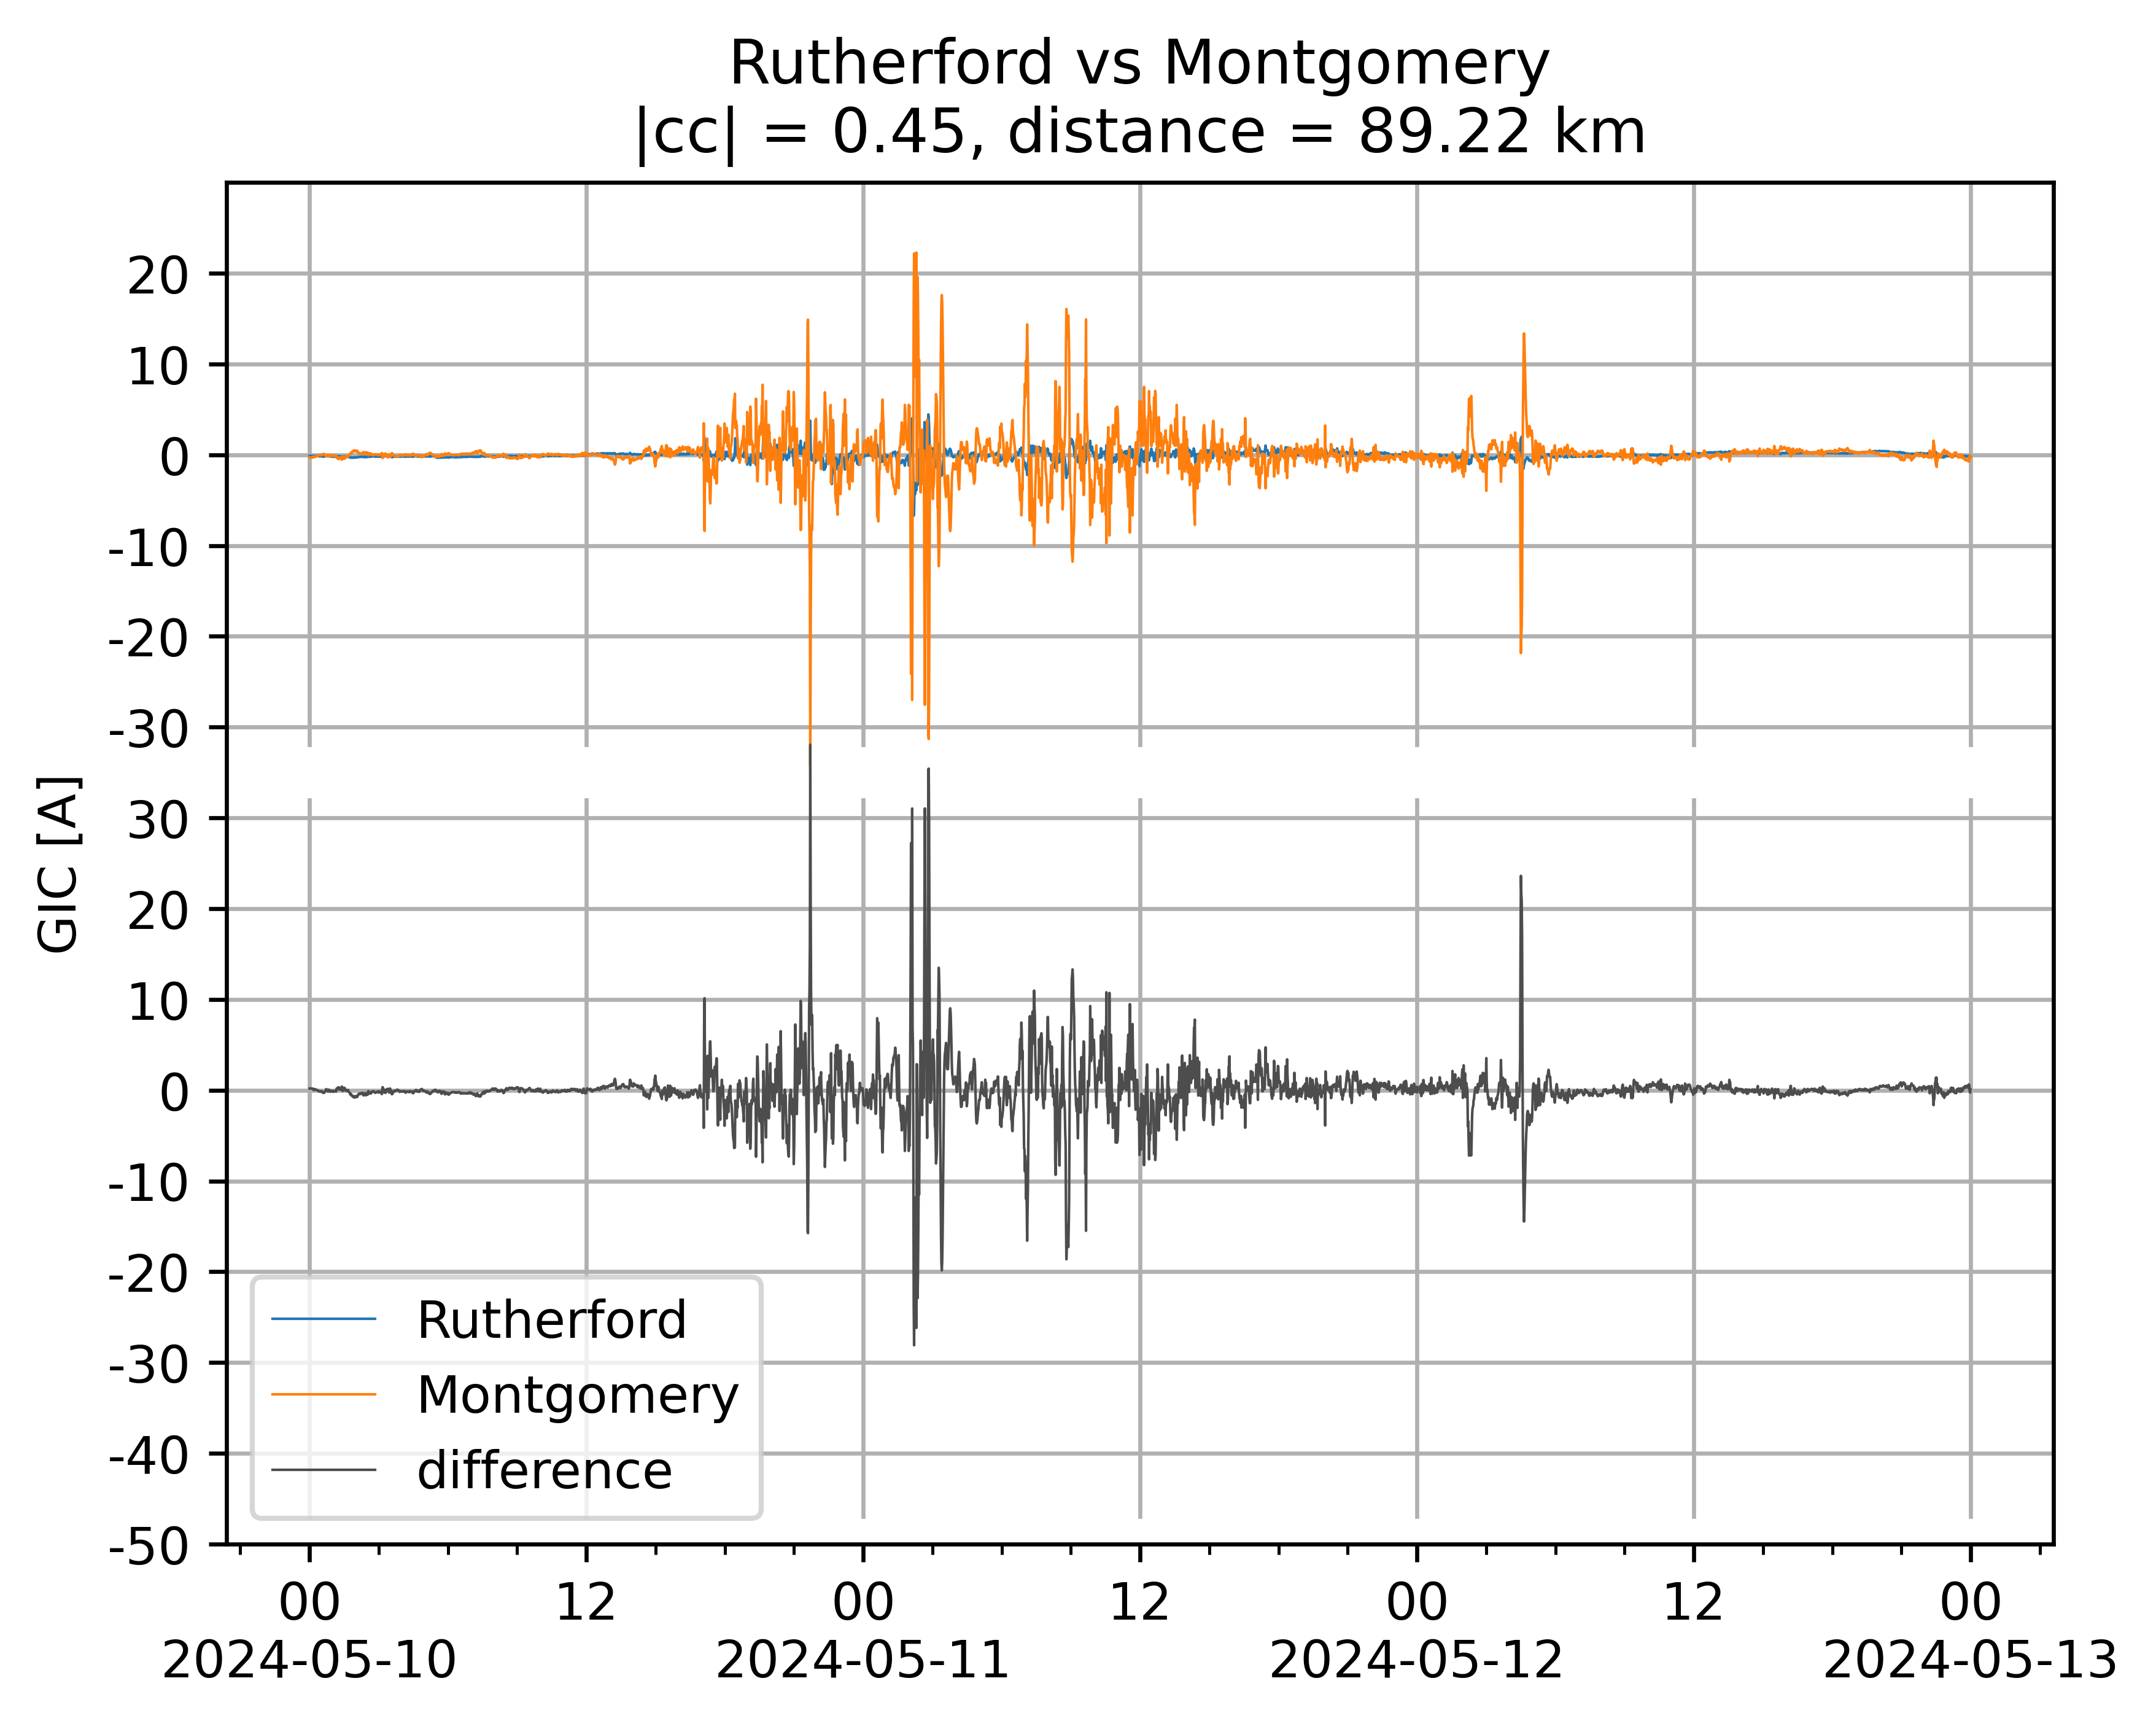 Rutherford vs Montgomery
|cc| = 0.45, distance = 89.22 km
GIC [A]
20
10
0
-10
-20
-30
30
20
10
0
-10
-20
-30
-40
-50
Rutherford
Montgomery
difference
00 12 00 12 00 12 00
2024-05-10 2024-05-11 2024-05-12 2024-05-13